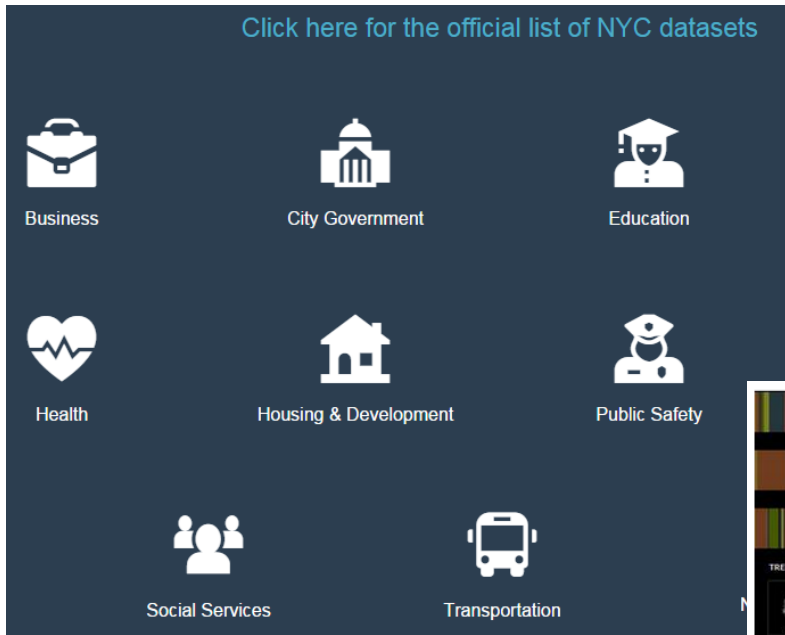 Click here for the official list of NYC datasets
Business
City Government
Education
Health
Housing & Development
Public Safety
Social Services
Transportation
N
TRE